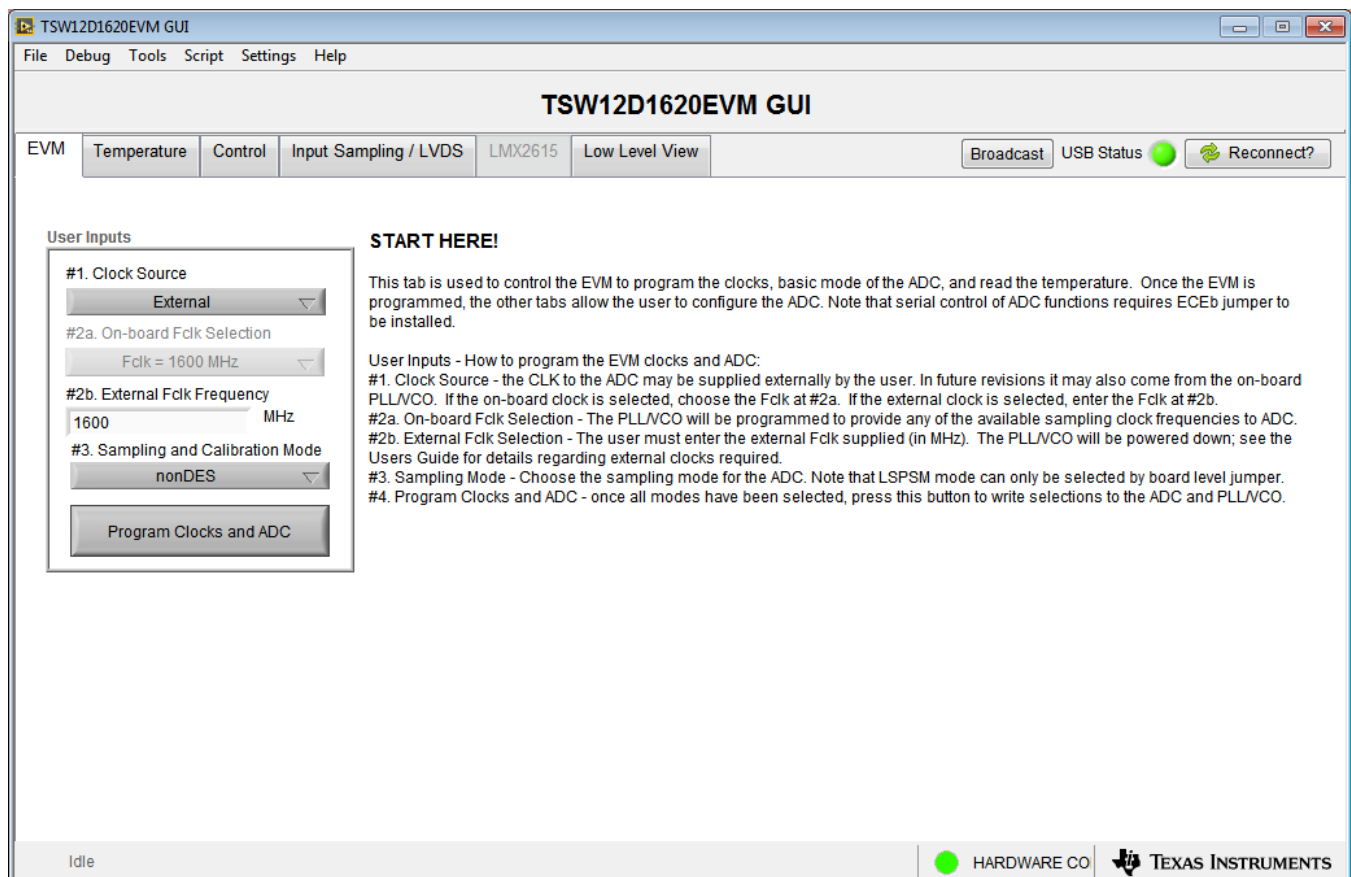 TSW12D1620EVM GUI
File Debug Tools Script Settings Help
TSW12D1620EVM GUI
EVM Temperature Control Input Sampling / LVDS LMX2615 Low Level View Broadcast USB Status Reconnect?
User Inputs
#1. Clock Source
External
#2a. On-board Fclk Selection
Fclk = 1600 MHz
#2b. External Fclk Frequency
1600 MHz
#3. Sampling and Calibration Mode
nonDES
Program Clocks and ADC
START HERE!
This tab is used to control the EVM to program the clocks, basic mode of the ADC, and read the temperature. Once the EVM is
programmed, the other tabs allow the user to configure the ADC. Note that serial control of ADC functions requires ECEb jumper to
be installed.
User Inputs - How to program the EVM clocks and ADC:
#1. Clock Source - the CLK to the ADC may be supplied externally by the user. In future revisions it may also come from the on-board
PLL/VCO. If the on-board clock is selected, choose the Fclk at #2a. If the external clock is selected, enter the Fclk at #2b.
#2a. On-board Fclk Selection - The PLL/VCO will be programmed to provide any of the available sampling clock frequencies to ADC.
#2b. External Fclk Selection - The user must enter the external Fclk supplied (in MHz). The PLL/VCO will be powered down; see the
Users Guide for details regarding external clocks required.
#3. Sampling Mode - Choose the sampling mode for the ADC. Note that LSPSM mode can only be selected by board level jumper.
#4. Program Clocks and ADC - once all modes have been selected, press this button to write selections to the ADC and PLL/VCO.
Idle
HARDWARE CO
TEXAS INSTRUMENTS